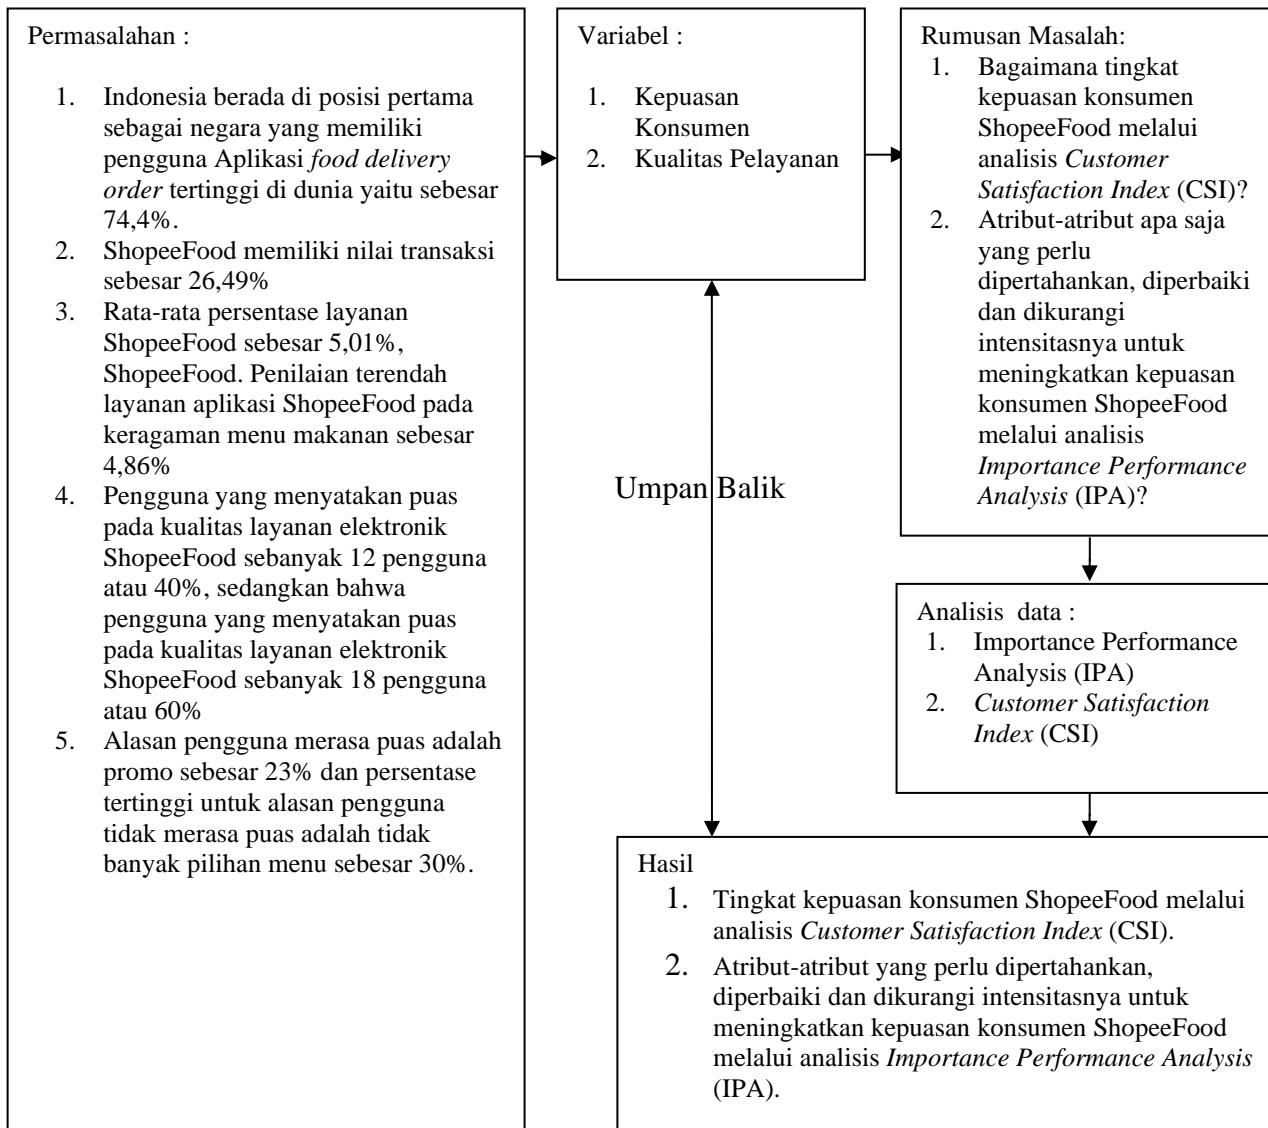 Permasalahan :
1. Indonesia berada di posisi pertama
sebagai negara yang memiliki
pengguna Aplikasi food delivery
order tertinggi di dunia yaitu sebesar
74,4%.
2. ShopeeFood memiliki nilai transaksi
sebesar 26,49%
3. Rata-rata persentase layanan
ShopeeFood sebesar 5,01%,
ShopeeFood. Penilaian terendah
layanan aplikasi ShopeeFood pada
keragaman menu makanan sebesar
4,86%
4. Pengguna yang menyatakan puas
pada kualitas layanan elektronik
ShopeeFood sebanyak 12 pengguna
atau 40%, sedangkan bahwa
pengguna yang menyatakan puas
pada kualitas layanan elektronik
ShopeeFood sebanyak 18 pengguna
atau 60%
5. Alasan pengguna merasa puas adalah
promo sebesar 23% dan persentase
tertinggi untuk alasan pengguna
tidak merasa puas adalah tidak
banyak pilihan menu sebesar 30%.
Variabel :
1. Kepuasan
Konsumen
2. Kualitas Pelayanan
Rumusan Masalah:
1. Bagaimana tingkat
kepuasan konsumen
ShopeeFood melalui
analisis Customer
Satisfaction Index (CSI)?
2. Atribut-atribut apa saja
yang perlu
dipertahankan, diperbaiki
dan dikurangi
intensitasnya untuk
meningkatkan kepuasan
konsumen ShopeeFood
melalui analisis
Importance Performance
Analysis (IPA)?
Umpan Balik
Analisis data :
1. Importance Performance
Analysis (IPA)
2. Customer Satisfaction
Index (CSI)
Hasil
1. Tingkat kepuasan konsumen ShopeeFood melalui
analisis Customer Satisfaction Index (CSI).
2. Atribut-atribut yang perlu dipertahankan,
diperbaiki dan dikurangi intensitasnya untuk
meningkatkan kepuasan konsumen ShopeeFood
melalui analisis Importance Performance Analysis
(IPA).